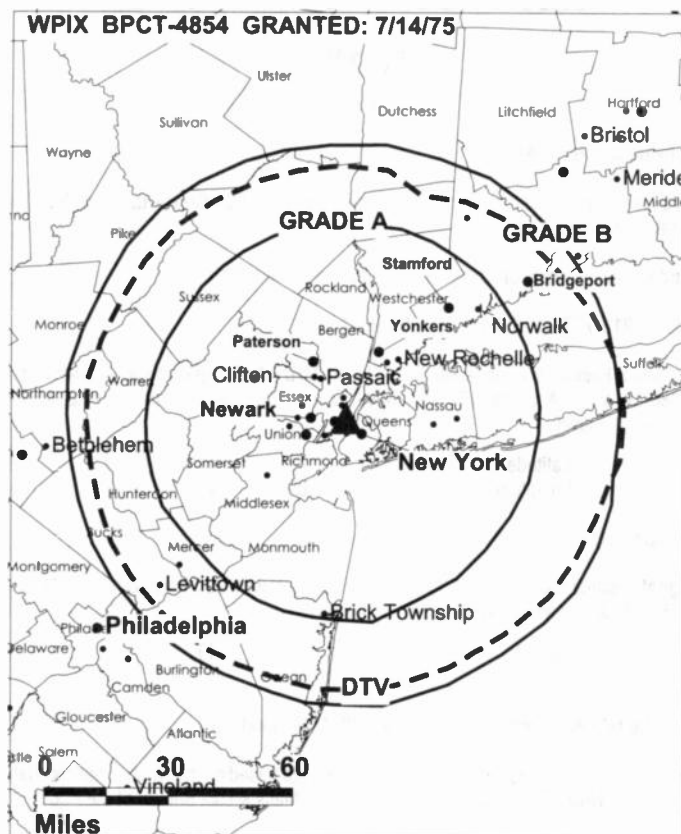 WPIX BPCT-4854 GRANTED: 7/14/75
Ulster
Dutchess
Litchfield
Hartford
Sullivan
Bristol
Wayne
Meride
Middle
GRADE A
GRADE B
Pike
Stamford
Bridgeport
Rockland
Westchester
Sussex
Norwalk
Monroe
Bergen
Yonkers
Paterson
New Rochelle
Suffolk
Clifton
Passaic
Warren
Northampton
Essex
Nassau
Newark
Queens
Union
Bethlehem
New York
Somerset
Richmond
Hunterdon
Middlesex
Bucks
Mercer
Monmouth
Montgomery
Levittown
Brick Township
Philad
Philadelphia
Delaware
Burlington
Ocean
DTV
Camden
Gloucester
Atlantic
stle
Salem
0 30 60
Vineland
Miles